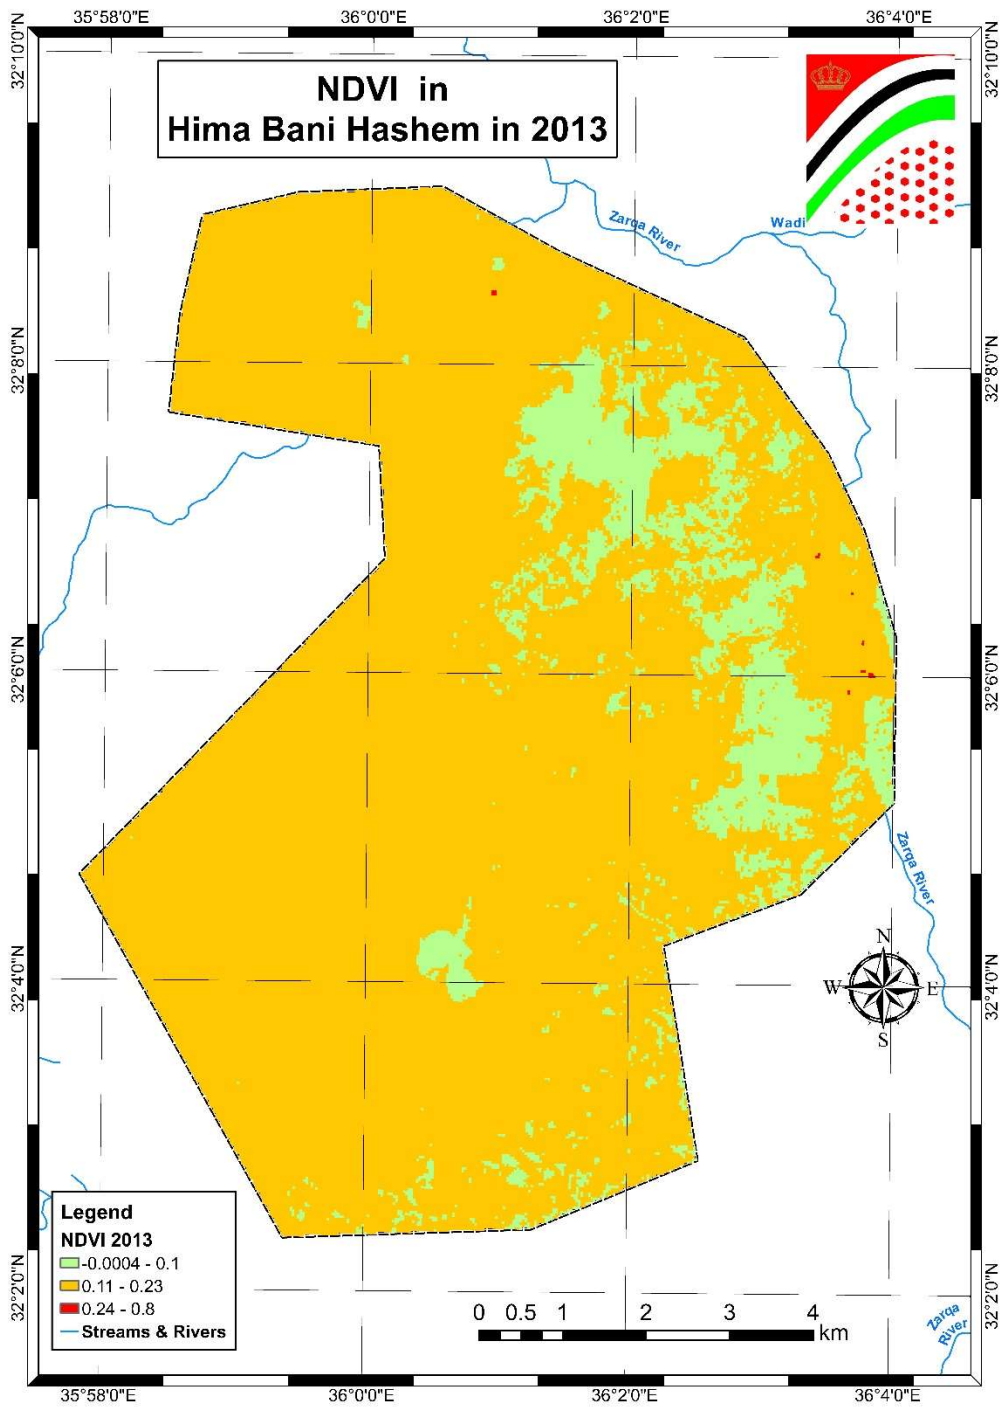 35°58'0"E 36°0'0"E 36°2'0"E 36°4'0"E
32°10'0"N 32°10'0"N
NDVI in
Hima Bani Hashem in 2013
Zarqa River
Wadi
32°8'0"N 32°8'0"N
32°6'0"N 32°6'0"N
Zarqa River
N
W E
S
32°4'0"N 32°4'0"N
Legend
NDVI 2013
-0.0004 - 0.1
0.11 - 0.23
0.24 - 0.8
Streams & Rivers
0 0.5 1 2 3 4
km
32°2'0"N 32°2'0"N
Zarqa
River
35°58'0"E 36°0'0"E 36°2'0"E 36°4'0"E